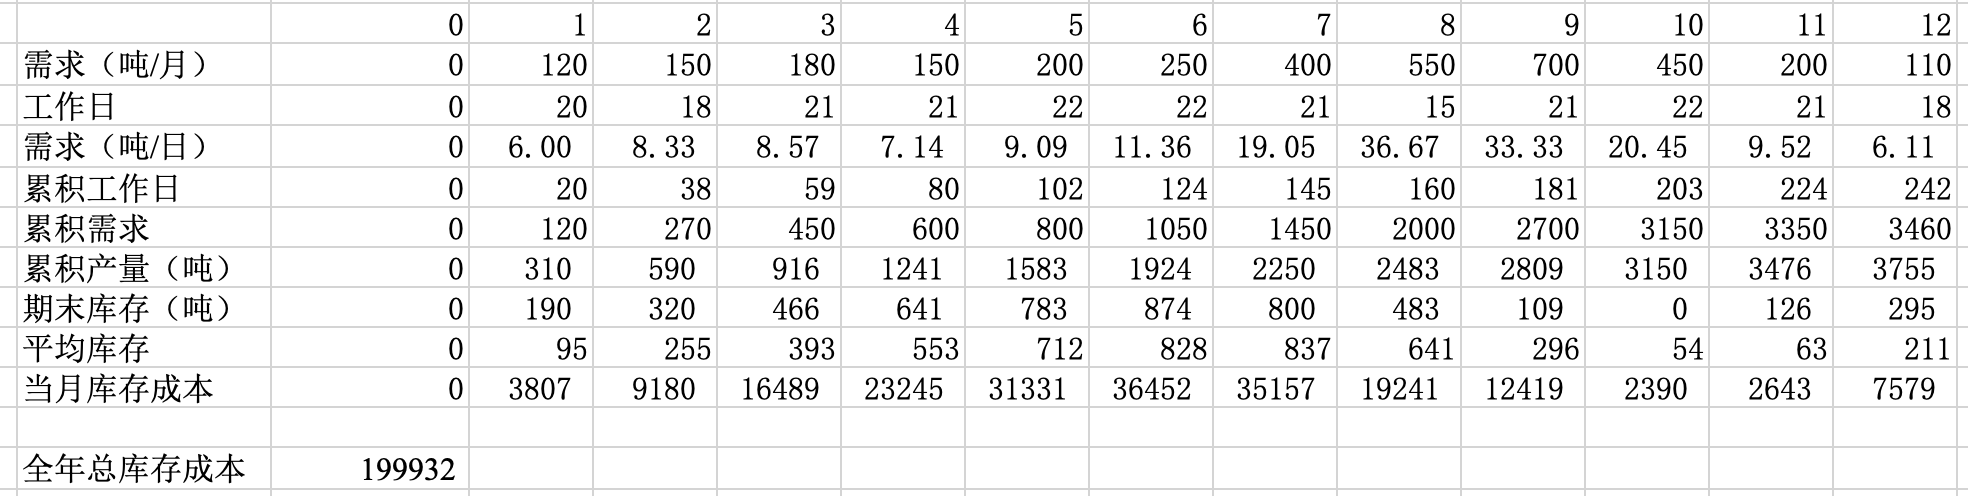 0 1 2 3 4 5 6 7 8 9 10 11 12
需求（吨/月） 0 120 150 180 150 200 250 400 550 700 450 200 110
工作日 0 20 18 21 21 22 22 21 15 21 22 21 18
需求（吨/日） 0 6.00 8.33 8.57 7.14 9.09 11.36 19.05 36.67 33.33 20.45 9.52 6.11
累积工作日 0 20 38 59 80 102 124 145 160 181 203 224 242
累积需求 0 120 270 450 600 800 1050 1450 2000 2700 3150 3350 3460
累积产量（吨） 0 310 590 916 1241 1583 1924 2250 2483 2809 3150 3476 3755
期末库存（吨） 0 190 320 466 641 783 874 800 483 109 0 126 295
平均库存 0 95 255 393 553 712 828 837 641 296 54 63 211
当月库存成本 0 3807 9180 16489 23245 31331 36452 35157 19241 12419 2390 2643 7579
全年总库存成本 199932